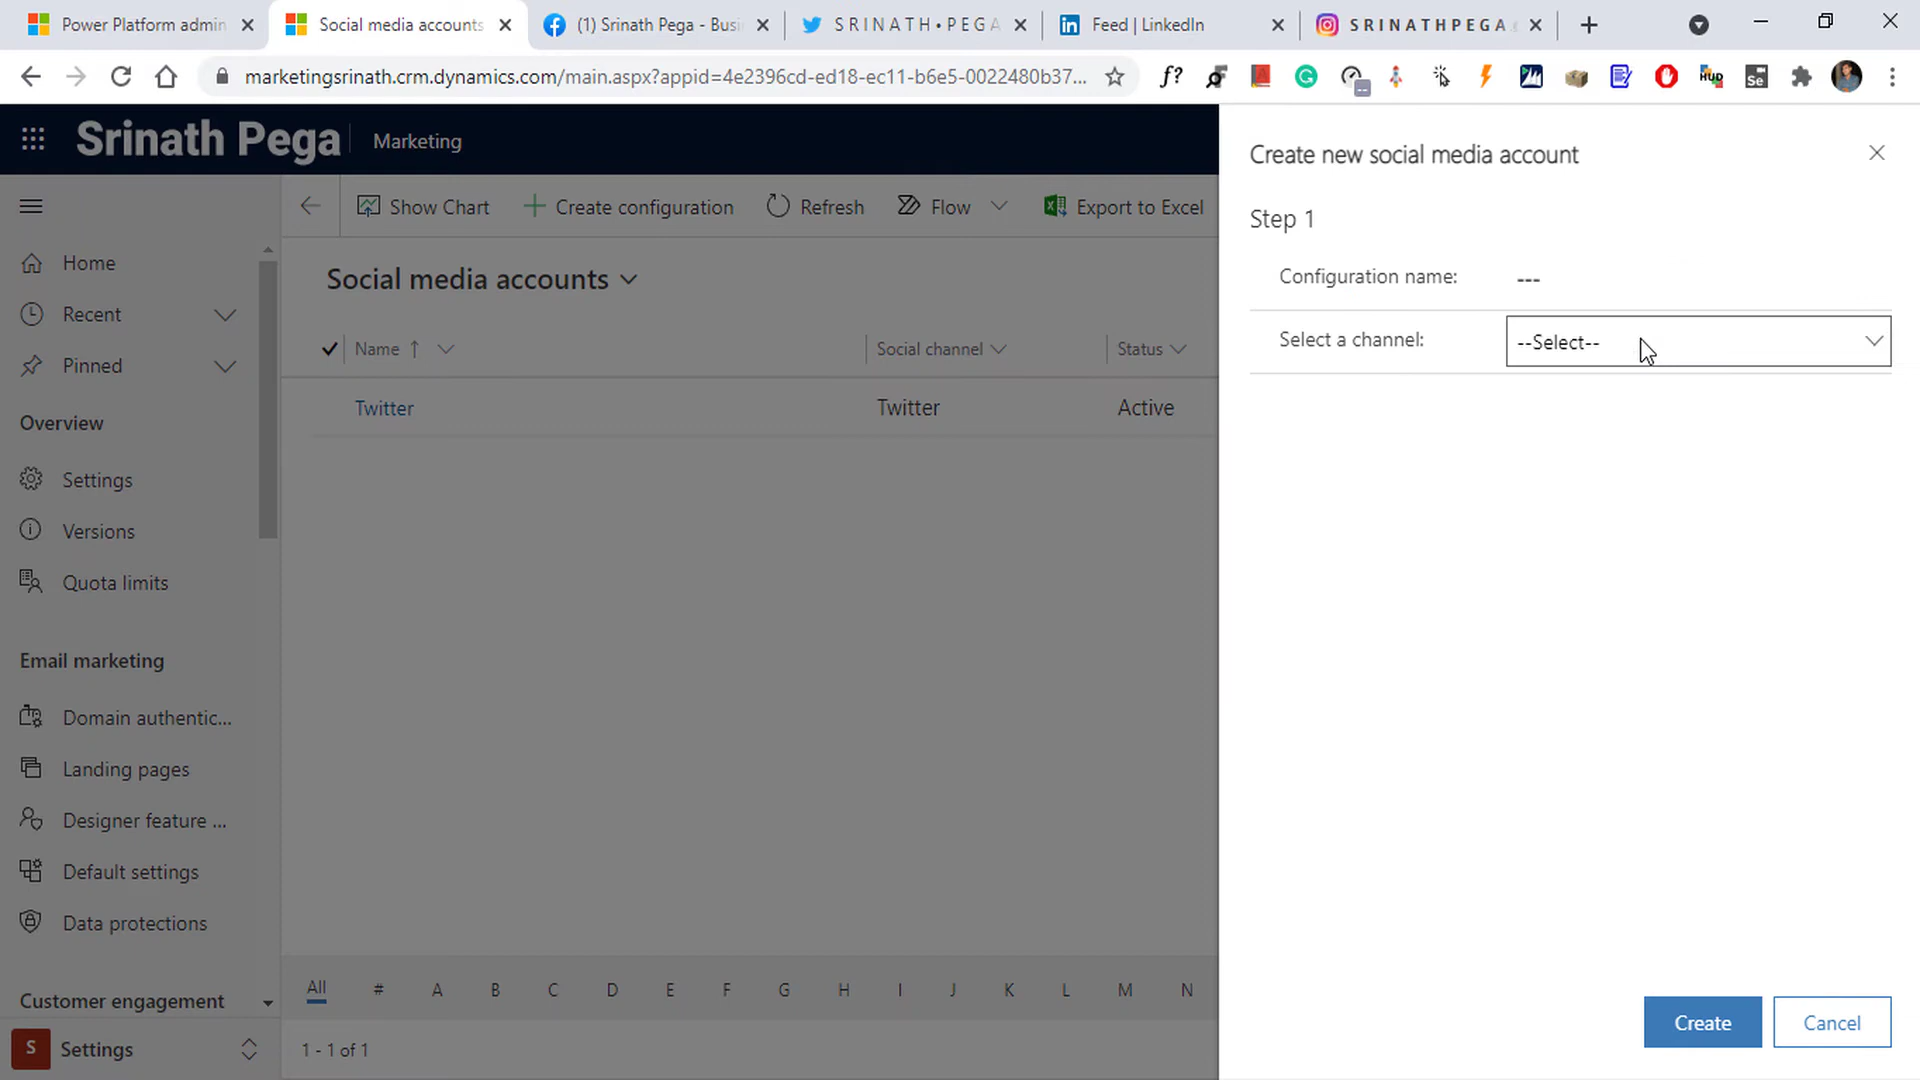 Power Platform admin
Social media accounts
(1) Srinath Pega - Busi
S R I N A T H • P E G A
Feed | LinkedIn
S R I N A T H P E G A
marketingsrinath.crm.dynamics.com/main.aspx?appid=4e2396cd-ed18-ec11-b6e5-0022480b37...
Srinath Pega
Marketing
Show Chart
Create configuration
Refresh
Flow
Export to Excel
Home
Recent
Pinned
Overview
Settings
Versions
Quota limits
Email marketing
Domain authentic...
Landing pages
Designer feature ...
Default settings
Data protections
Customer engagement
S Settings
Social media accounts
Name ↑
Social channel
Status
Twitter
Twitter
Active
All # A B C D E F G H I J K L M N
1 - 1 of 1
Create new social media account
Step 1
Configuration name: ---
Select a channel: --Select--
Create
Cancel